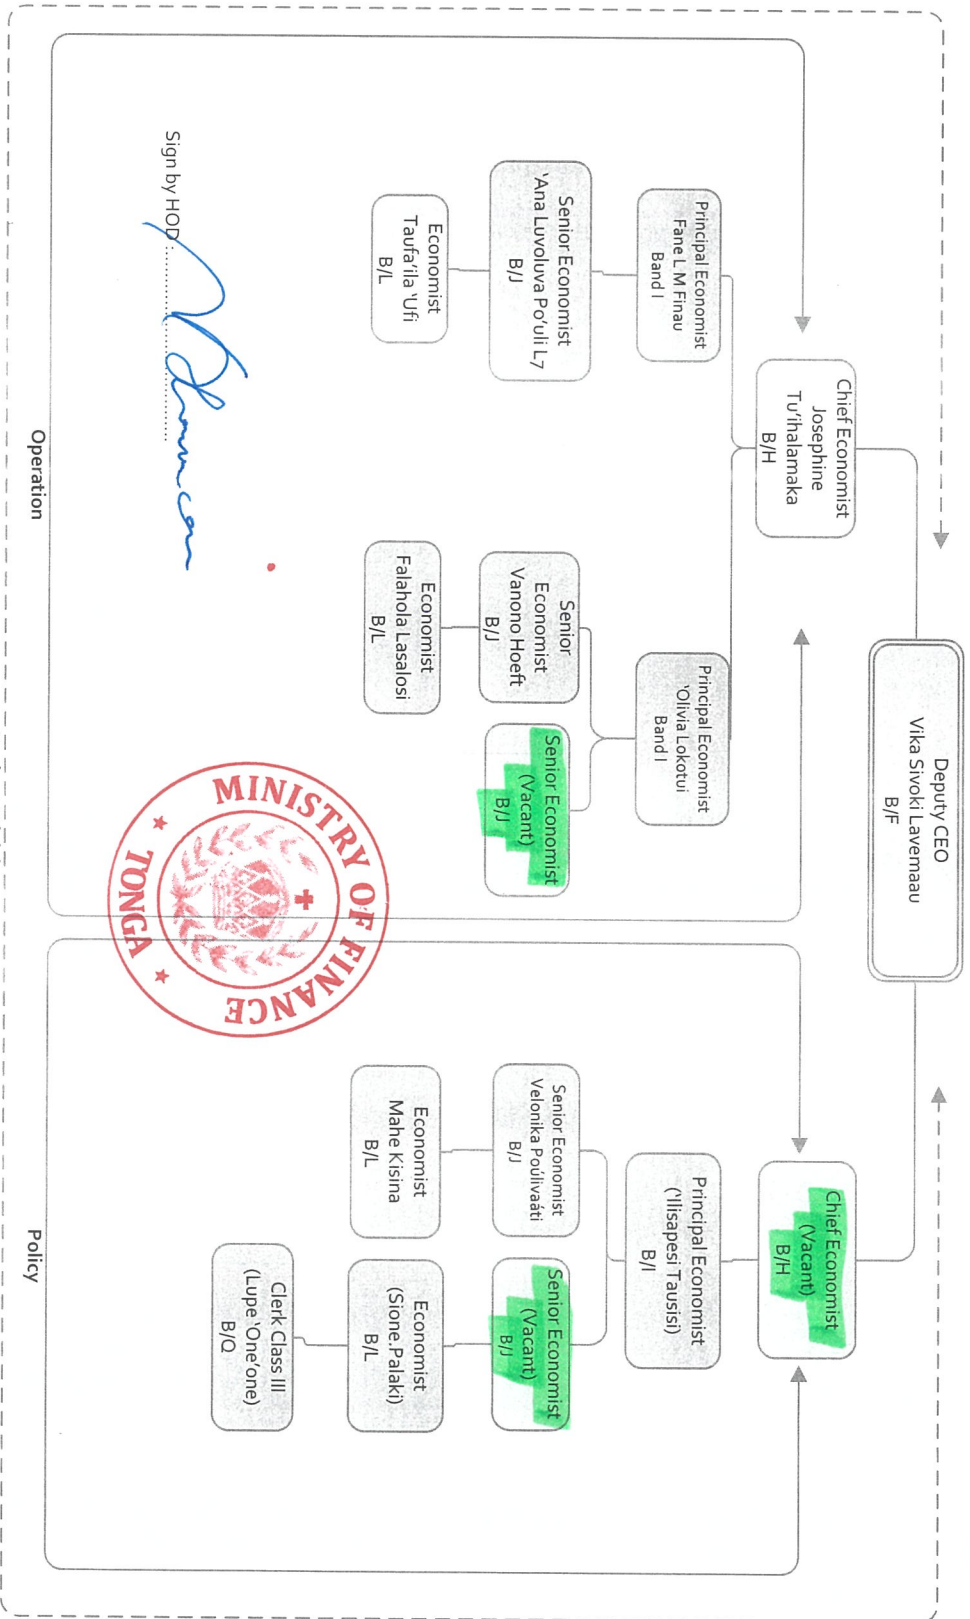 Deputy CEO
Vika Sivoki Lavemaau
B/F
Chief Economist
Josephine
Tu'ihalamaka
B/H
Chief Economist
(Vacant)
B/H
Principal Economist
Fane L M Finau
Band I
Principal Economist
'Olivia Lokotui
Band I
Principal Economist
('Ilisapesi Tausisi)
B/I
Senior Economist
'Ana Luvoluva Po'uli L7
B/J
Senior
Economist
Vanono Hoeft
B/J
Senior Economist
(Vacant)
B/J
Senior Economist
Velonika Poúlivaáti
B/J
Senior Economist
(Vacant)
B/J
Economist
Taufa'ila 'Ufi
B/L
Economist
Falahola Lasalosi
B/L
Economist
Mahe Kisina
B/L
Economist
(Sione.Palaki)
B/L
Clerk Class III
(Lupe 'One'one)
B/Q
MINISTRY OF FINANCE
TONGA
Sign by HOD :
Operation
Policy